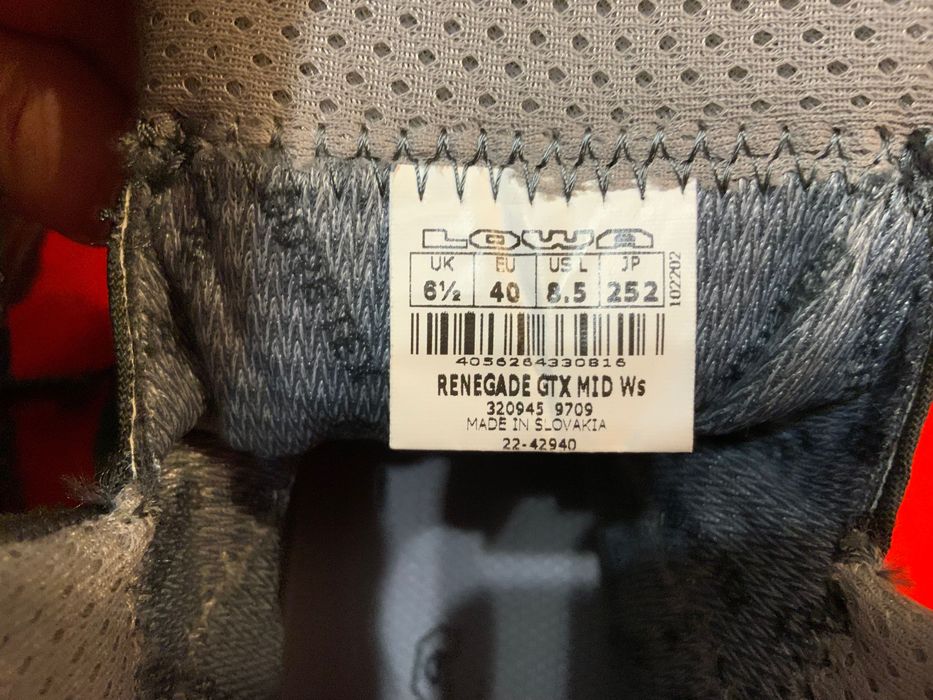 LOWA
UK EU US L JP
6½ 40 8.5 252
102202
4056264330816
RENEGADE GTX MID Ws
320945 9709
MADE IN SLOVAKIA
22-42940